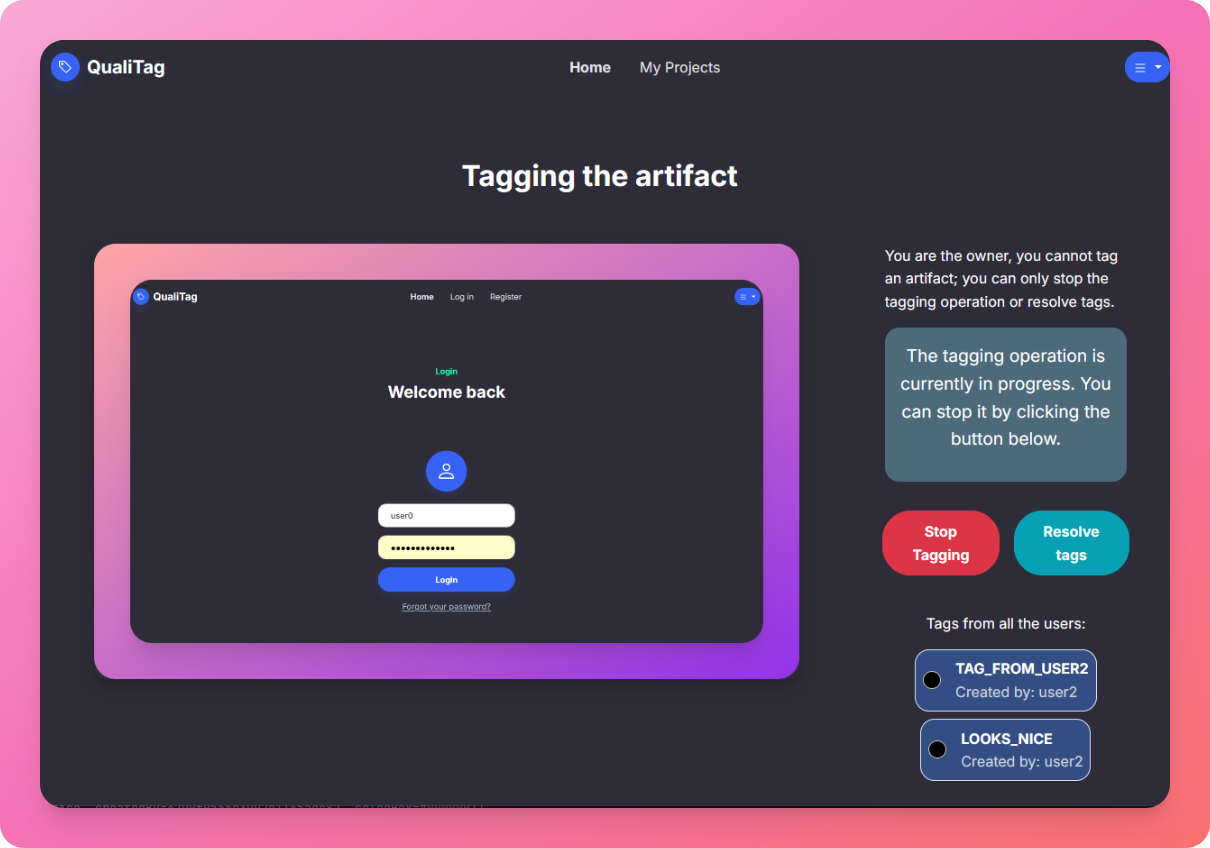 QualiTag
Home
My Projects
Tagging the artifact
QualiTag
Home
Log in
Register
Login
Welcome back
user0
Login
Forgot your password?
You are the owner, you cannot tag
an artifact; you can only stop the
tagging operation or resolve tags.
The tagging operation is
currently in progress. You
can stop it by clicking the
button below.
Stop
Tagging
Resolve
tags
Tags from all the users:
TAG_FROM_USER2
Created by: user2
LOOKS_NICE
Created by: user2